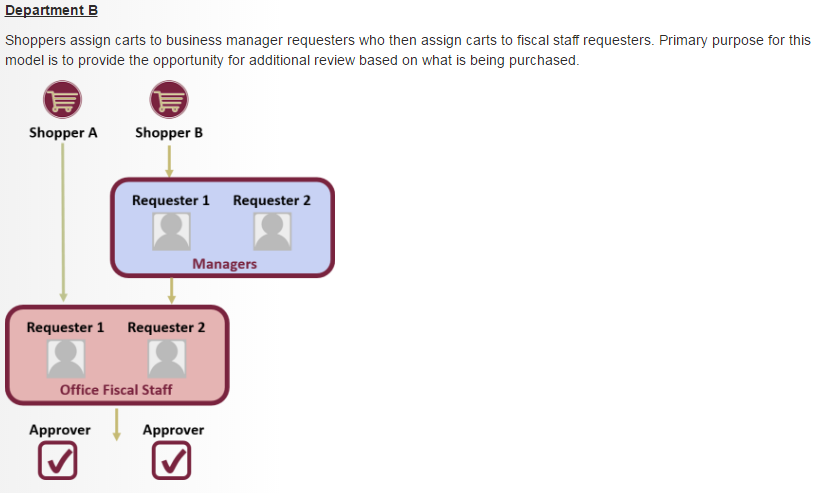 Department B
Shoppers assign carts to business manager requesters who then assign carts to fiscal staff requesters. Primary purpose for this
model is to provide the opportunity for additional review based on what is being purchased.
Shopper A Shopper B
Requester 1 Requester 2
Managers
Requester 1 Requester 2
Office Fiscal Staff
Approver Approver